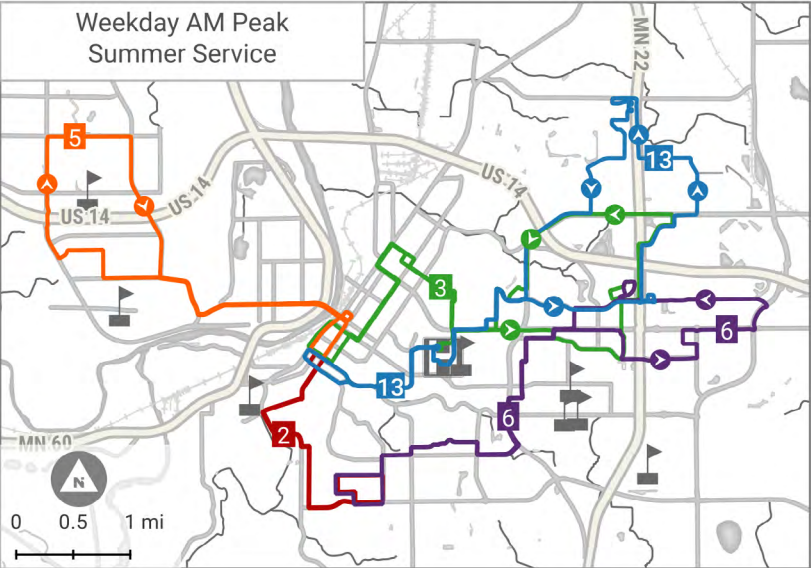 Weekday AM Peak
Summer Service
MN 22
5
13
US 14
US 14
US 14
3
6
13
6
2
MN 60
N
0 0.5 1 mi